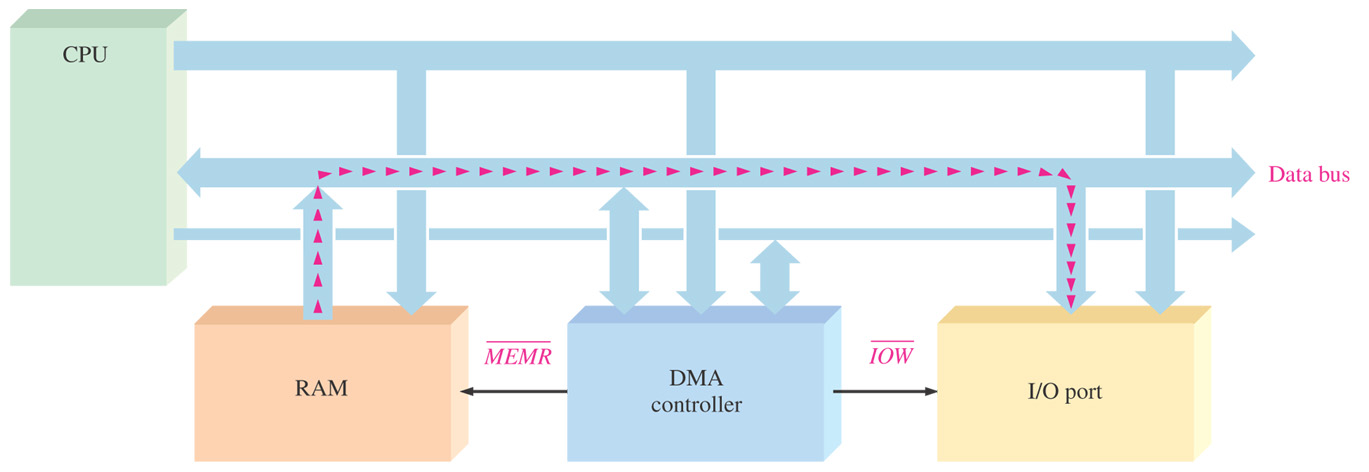 CPU
Data bus
MEMR
IOW
RAM
DMA
controller
I/O port